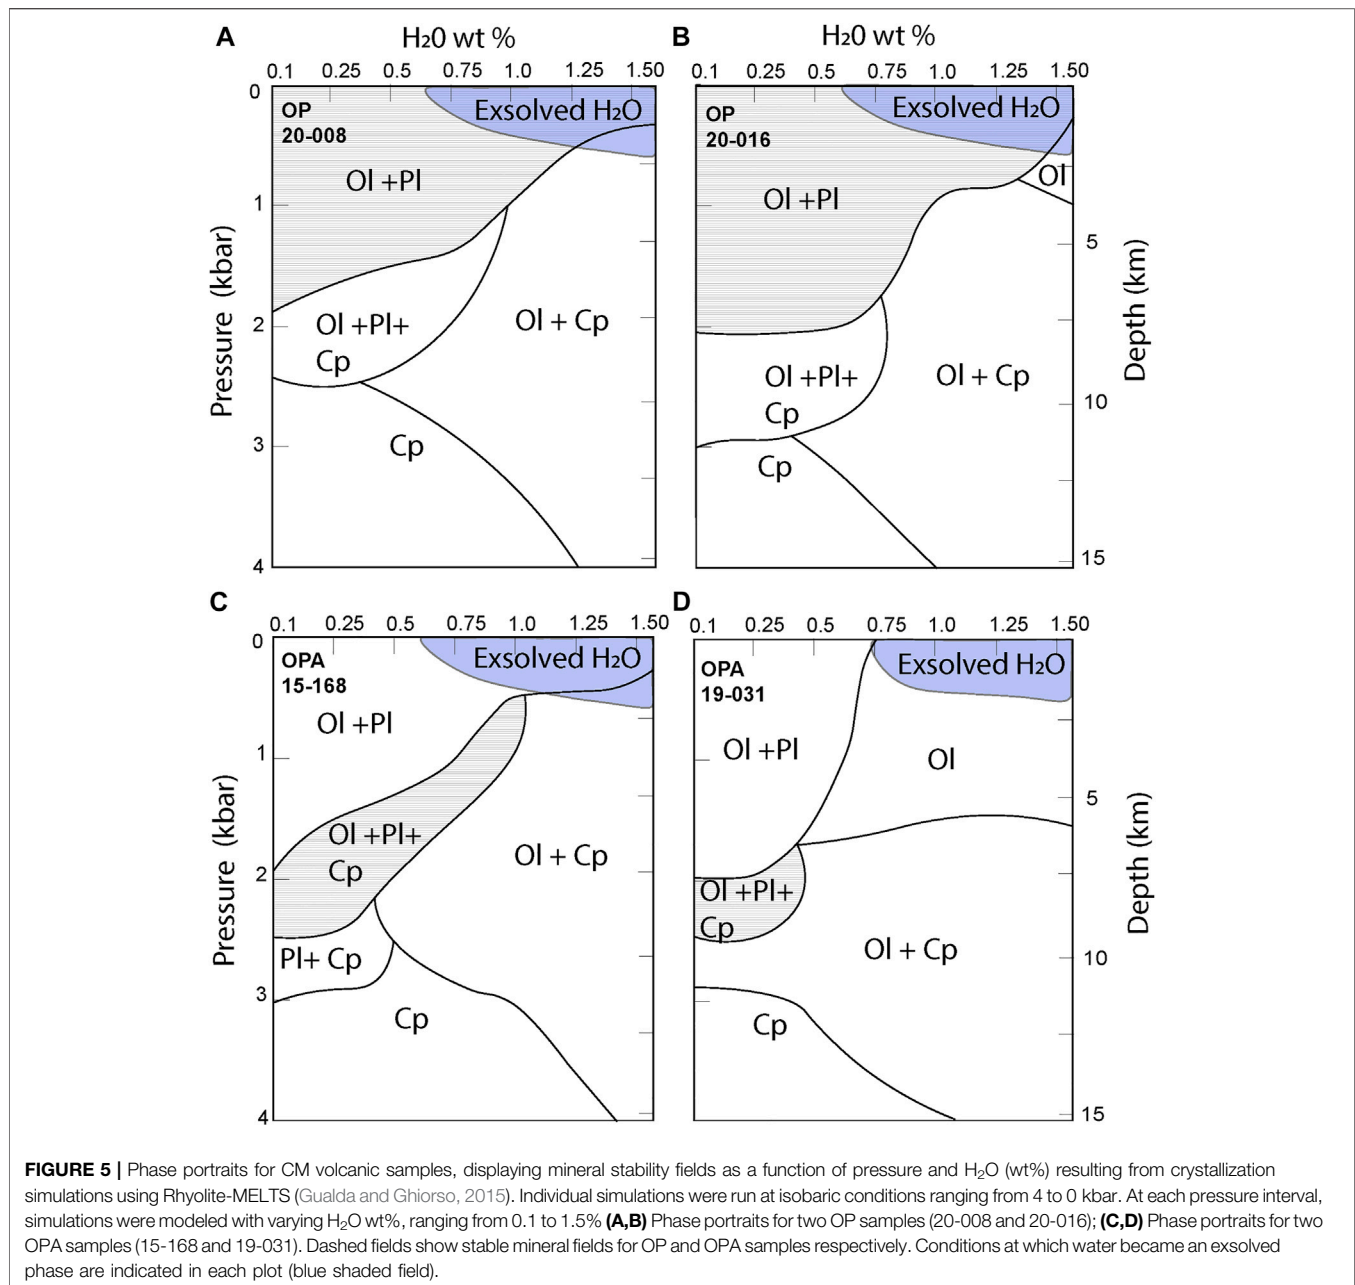 A
H₂0 wt %
0.1 0.25 0.5 0.75 1.0 1.25 1.50
0
OP
20-008
Exsolved H₂O
Ol +Pl
1
Pressure (kbar)
2
Ol +Pl+
Cp
Ol + Cp
3
Cp
4
B
H₂0 wt %
0.1 0.25 0.5 0.75 1.0 1.25 1.50
OP
20-016
Exsolved H₂O
Ol
Ol +Pl
5
Depth (km)
Ol +Pl+
Cp
Ol + Cp
10
Cp
15
C
0.1 0.25 0.5 0.75 1.0 1.25 1.50
0
OPA
15-168
Exsolved H₂O
Ol +Pl
1
Pressure (kbar)
Ol +Pl+
Cp
Ol + Cp
2
Pl+ Cp
3
Cp
4
D
0.1 0.25 0.5 0.75 1.0 1.25 1.50
OPA
19-031
Exsolved H₂O
Ol +Pl
Ol
5
Depth (km)
Ol +Pl+
Cp
Ol + Cp
10
Cp
15
FIGURE 5 | Phase portraits for CM volcanic samples, displaying mineral stability fields as a function of pressure and H₂O (wt%) resulting from crystallization
simulations using Rhyolite-MELTS (Gualda and Ghiorso, 2015). Individual simulations were run at isobaric conditions ranging from 4 to 0 kbar. At each pressure interval,
simulations were modeled with varying H₂O wt%, ranging from 0.1 to 1.5% (A,B) Phase portraits for two OP samples (20-008 and 20-016); (C,D) Phase portraits for two
OPA samples (15-168 and 19-031). Dashed fields show stable mineral fields for OP and OPA samples respectively. Conditions at which water became an exsolved
phase are indicated in each plot (blue shaded field).